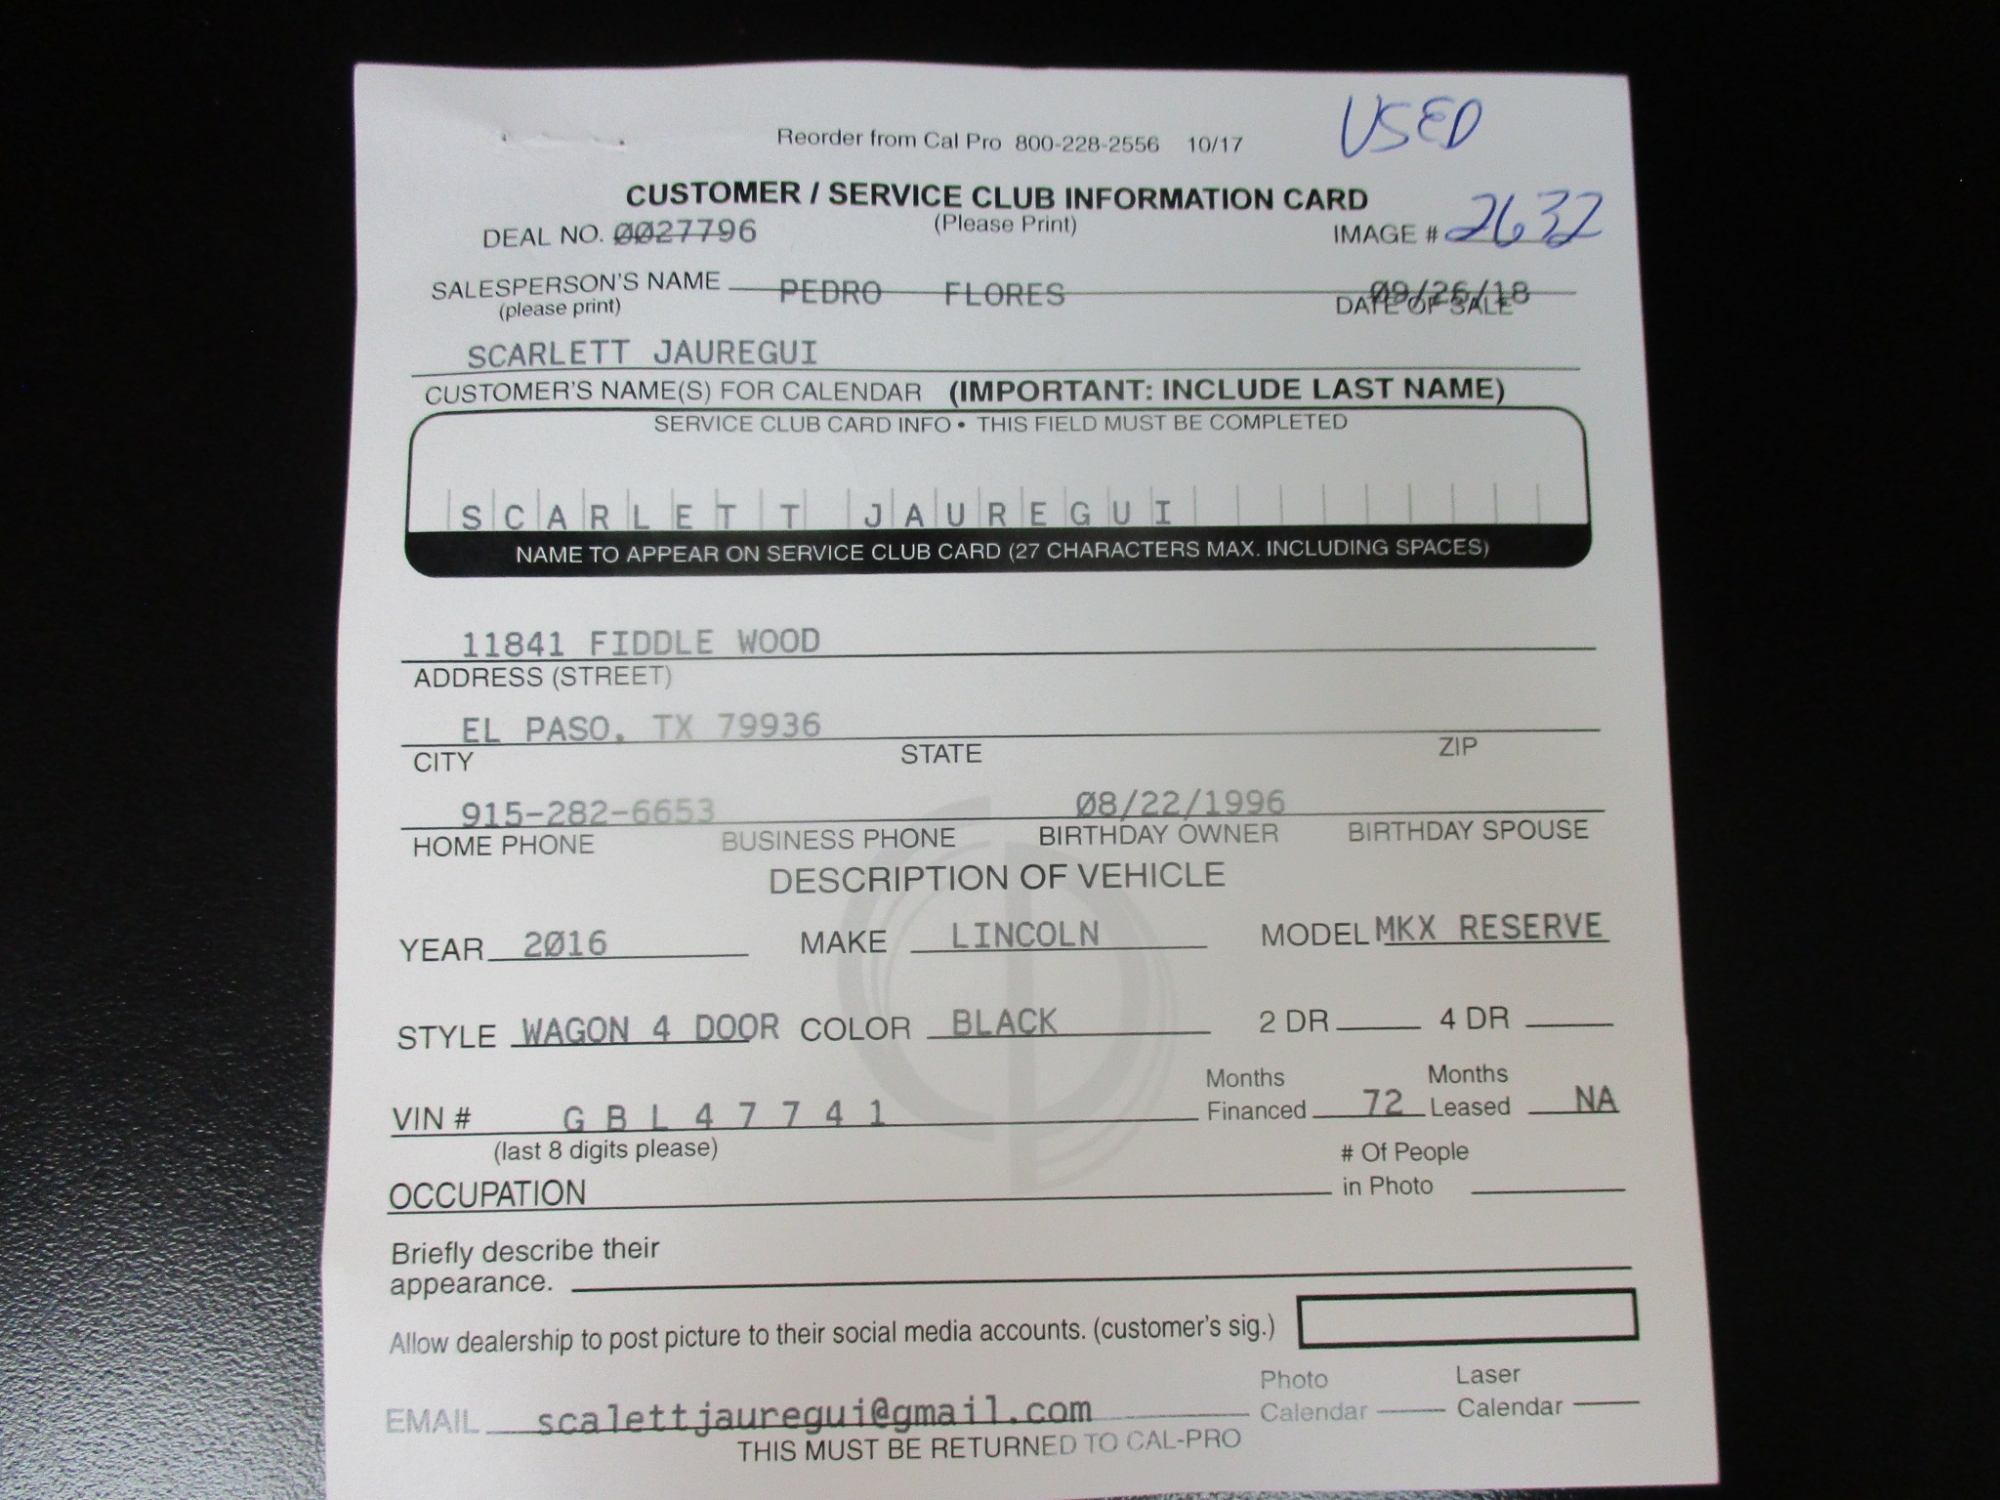 USED
Reorder from Cal Pro 800-228-2556 10/17
CUSTOMER / SERVICE CLUB INFORMATION CARD
(Please Print)
DEAL NO. 0027796
IMAGE # 2632
SALESPERSON'S NAME PEDRO FLORES
(please print)
09/26/18
DATE OF SALE
SCARLETT JAUREGUI
CUSTOMER'S NAME(S) FOR CALENDAR (IMPORTANT: INCLUDE LAST NAME)
SERVICE CLUB CARD INFO • THIS FIELD MUST BE COMPLETED
SCARLETT JAUREGUI
NAME TO APPEAR ON SERVICE CLUB CARD (27 CHARACTERS MAX. INCLUDING SPACES)
11841 FIDDLE WOOD
ADDRESS (STREET)
EL PASO, TX 79936
CITY STATE ZIP
915-282-6653 08/22/1996
HOME PHONE BUSINESS PHONE BIRTHDAY OWNER BIRTHDAY SPOUSE
DESCRIPTION OF VEHICLE
YEAR 2016 MAKE LINCOLN MODEL MKX RESERVE
STYLE WAGON 4 DOOR COLOR BLACK 2 DR 4 DR
VIN # G B L 4 7 7 4 1 Months Financed 72 Months Leased NA
(last 8 digits please)
OCCUPATION # Of People in Photo
Briefly describe their
appearance.
Allow dealership to post picture to their social media accounts. (customer's sig.)
Photo Calendar Laser Calendar
EMAIL scalettjauregui@gmail.com
THIS MUST BE RETURNED TO CAL-PRO